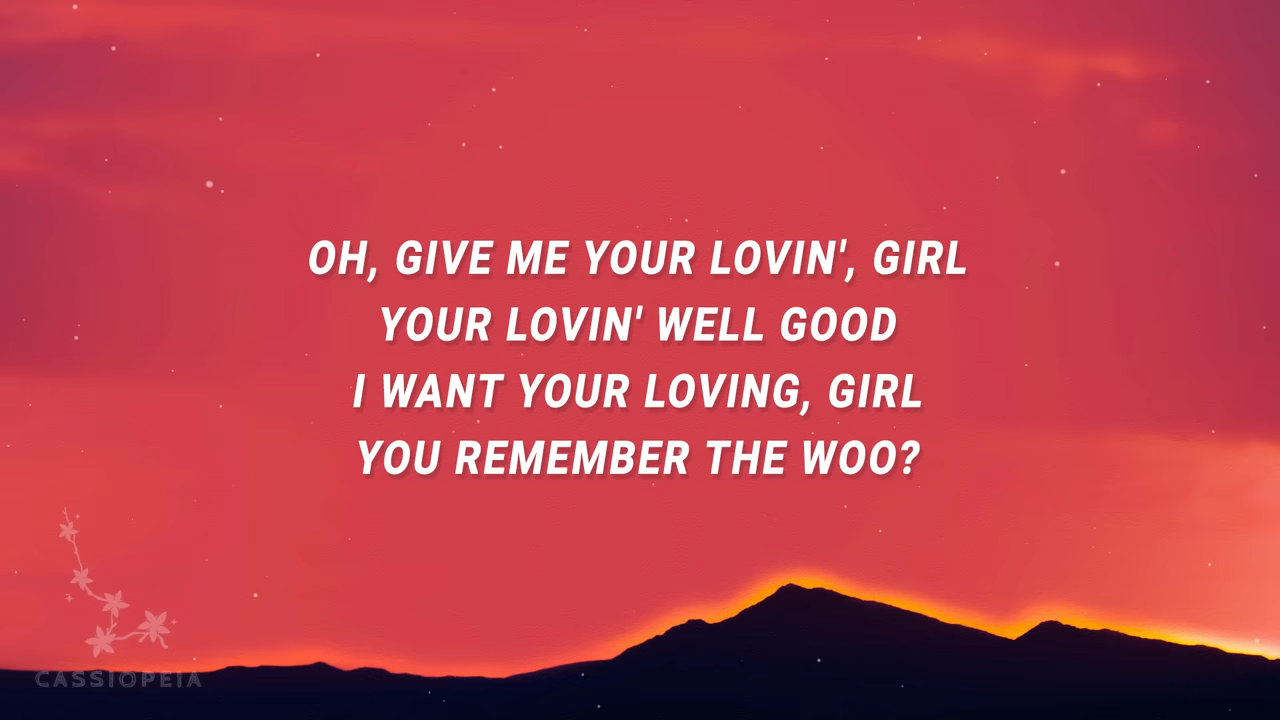 OH, GIVE ME YOUR LOVIN', GIRL
YOUR LOVIN' WELL GOOD
I WANT YOUR LOVING, GIRL
YOU REMEMBER THE WOO?
CASSIOPEIA